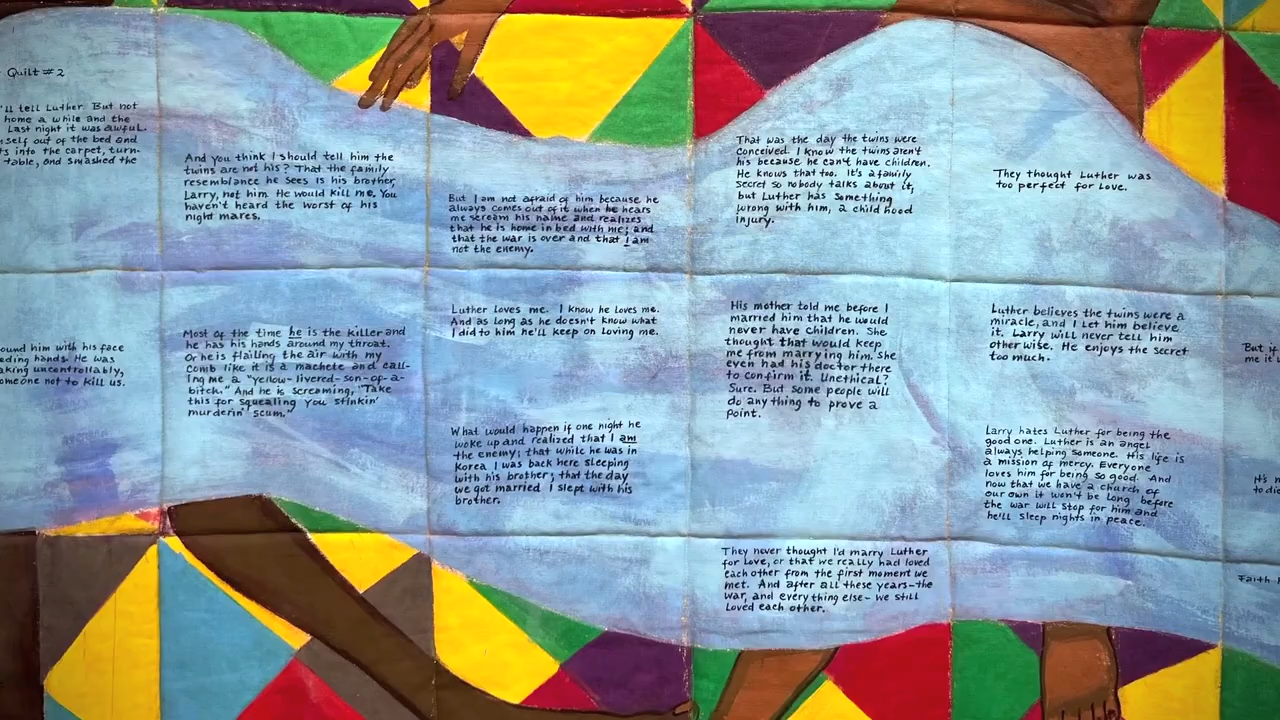 Quilt #2
'll tell Luther. But not
home a while and the
Last night it was awful.
self out of the bed and
s into the carpet, turn-
table, and smashed the
ound him with his face
eding hands. He was
aking uncontrollably,
omeone not to kill us.
And you think I should tell him the
twins are not his? That the family
resemblance he sees is his brother,
Larry, not him. He would kill me. You
haven't heard the worst of his
night mares.
Most of the time he is the killer and
he has his hands around my throat.
Or he is flailing the air with my
comb like it is a machete and call-
ing me a "yellow-livered-son-of-a-
bitch." And he is screaming, "Take
this for squealing you stinkin'
murderin' scum."
But I am not afraid of him because he
always comes out of it when he hears
me scream his name and realizes
that he is home in bed with me; and
that the war is over and that I am
not the enemy.
Luther loves me. I know he loves me.
And as long as he doesn't know what
I did to him he'll keep on loving me.
What would happen if one night he
woke up and realized that I am
the enemy; that while he was in
Korea I was back here sleeping
with his brother; that the day
we got married I slept with his
brother.
That was the day the twins were
conceived. I know the twins aren't
his because he can't have children.
He knows that too. It's a family
secret so nobody talks about it,
but Luther has something
wrong with him, a child hood
injury.
His mother told me before I
married him that he would
never have children. She
thought that would keep
me from marrying him. She
even had his doctor there
to confirm it. Unethical?
Sure. But some people will
do any thing to prove a
point.
They never thought I'd marry Luther
for love, or that we really had loved
each other from the first moment we
met. And after all these years-the
war, and every thing else- we still
loved each other.
They thought Luther was
too perfect for love.
Luther believes the twins were a
miracle, and I let him believe
it. Larry will never tell him
other wise. He enjoys the secret
too much.
Larry hates Luther for being the
good one. Luther is an angel
always helping someone. His life is
a mission of mercy. Everyone
loves him for being so good. And
now that we have a church of
our own it won't be long before
the war will stop for him and
he'll sleep nights in peace.
But if
me it
It's
to di
Faith